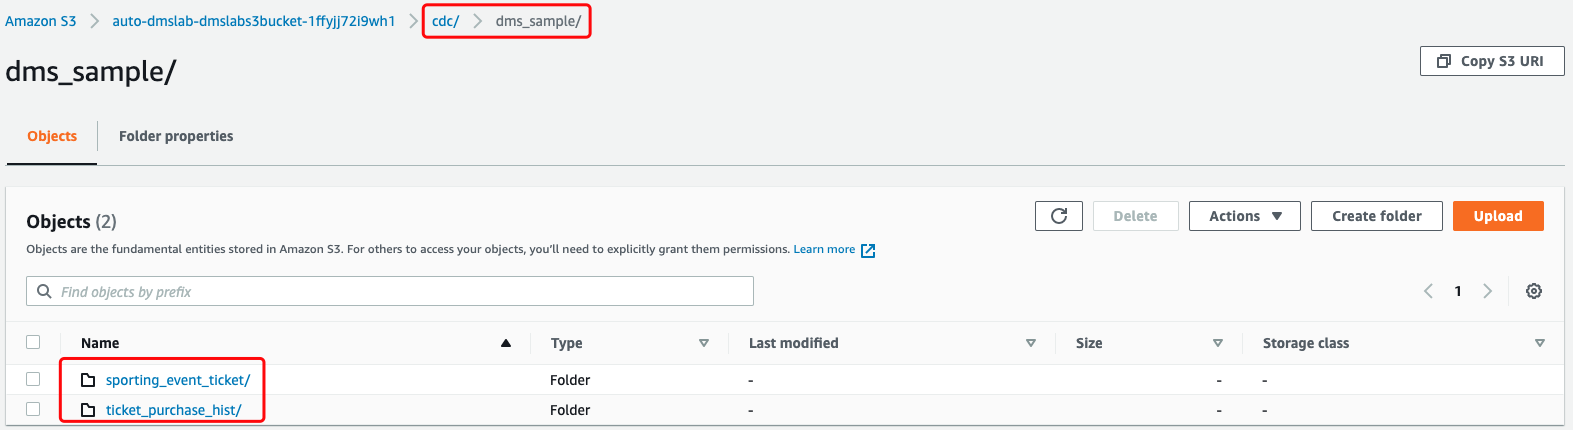 Amazon S3 > auto-dmslab-dmslabs3bucket-1ffyjj72i9wh1 > cdc/ > dms_sample/
dms_sample/
Copy S3 URI
Objects Folder properties
Objects (2)
Delete Actions Create folder Upload
Objects are the fundamental entities stored in Amazon S3. For others to access your objects, you'll need to explicitly grant them permissions. Learn more
Find objects by prefix
1
Name Type Last modified Size Storage class
sporting_event_ticket/ Folder - - -
ticket_purchase_hist/ Folder - - -